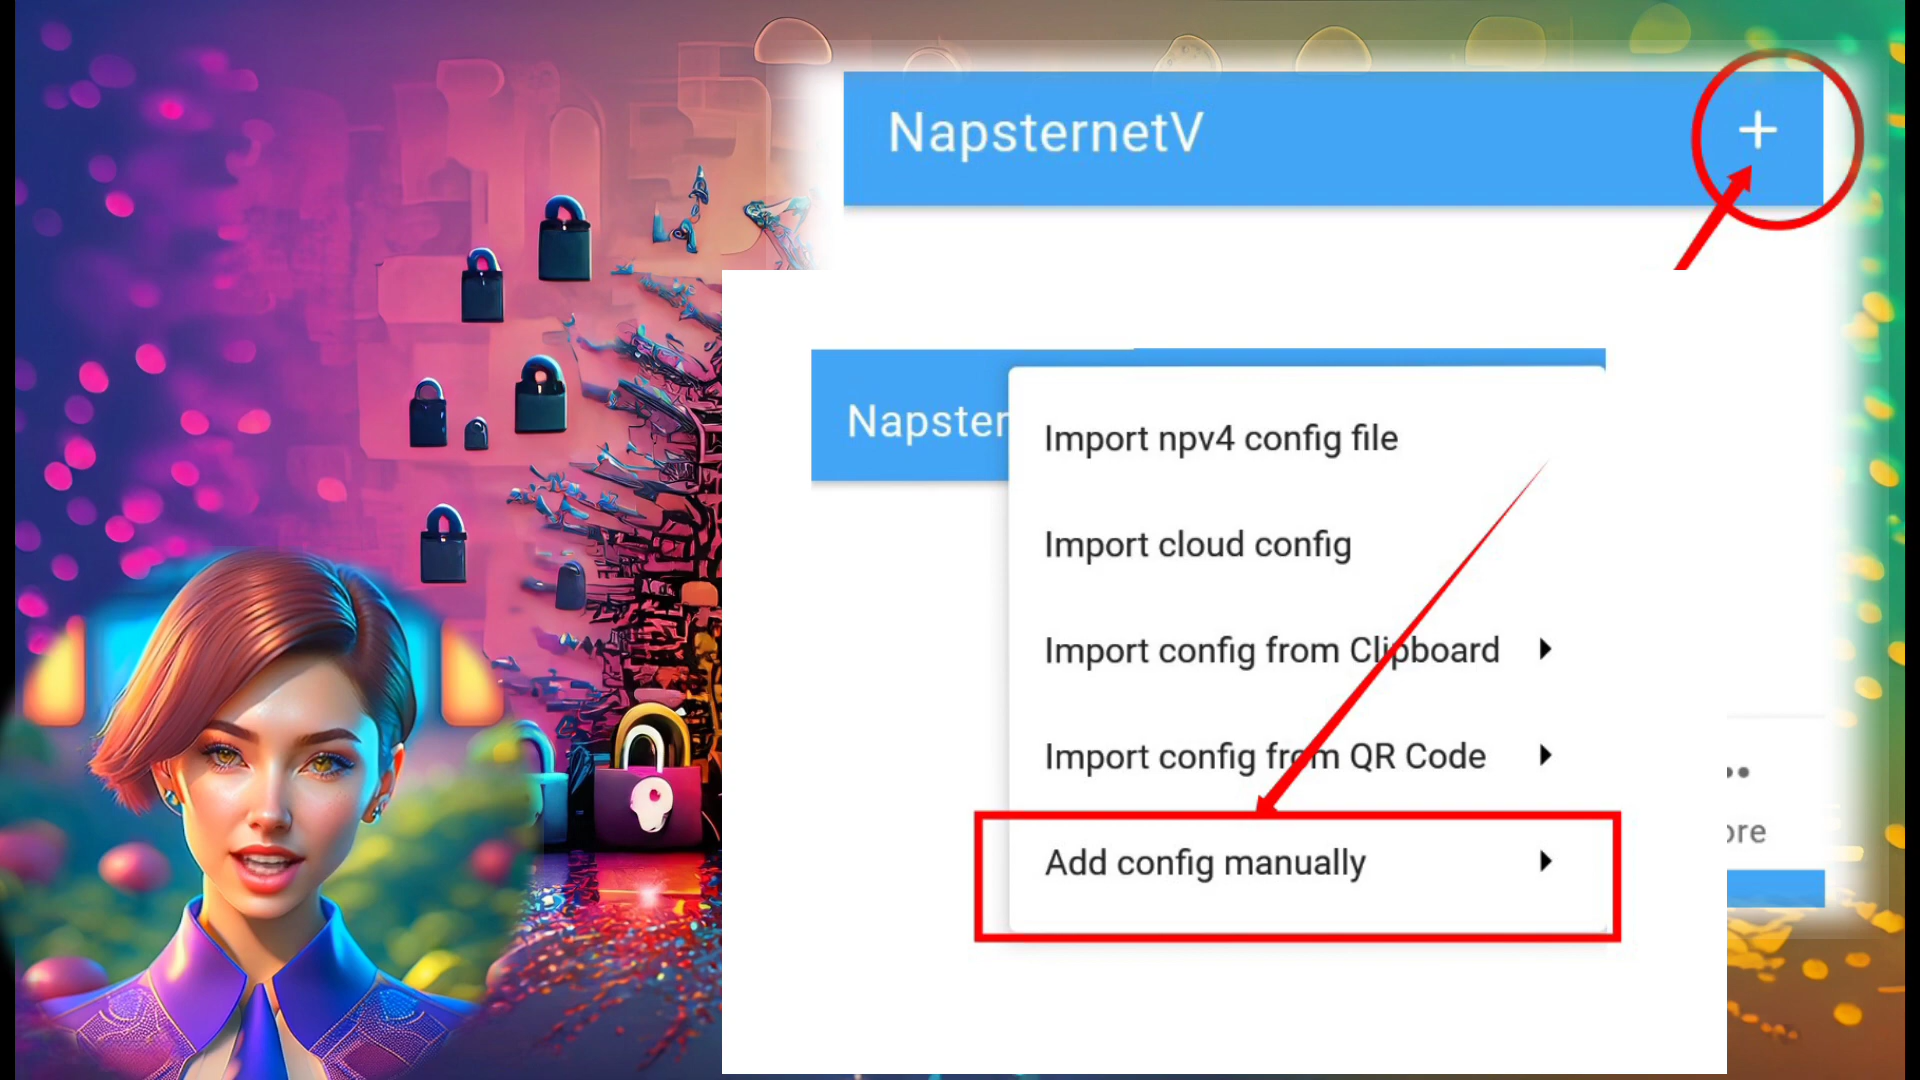 NapsternetV
+
Napster
Import npv4 config file
Import cloud config
Import config from Clipboard
Import config from QR Code
Add config manually
ore